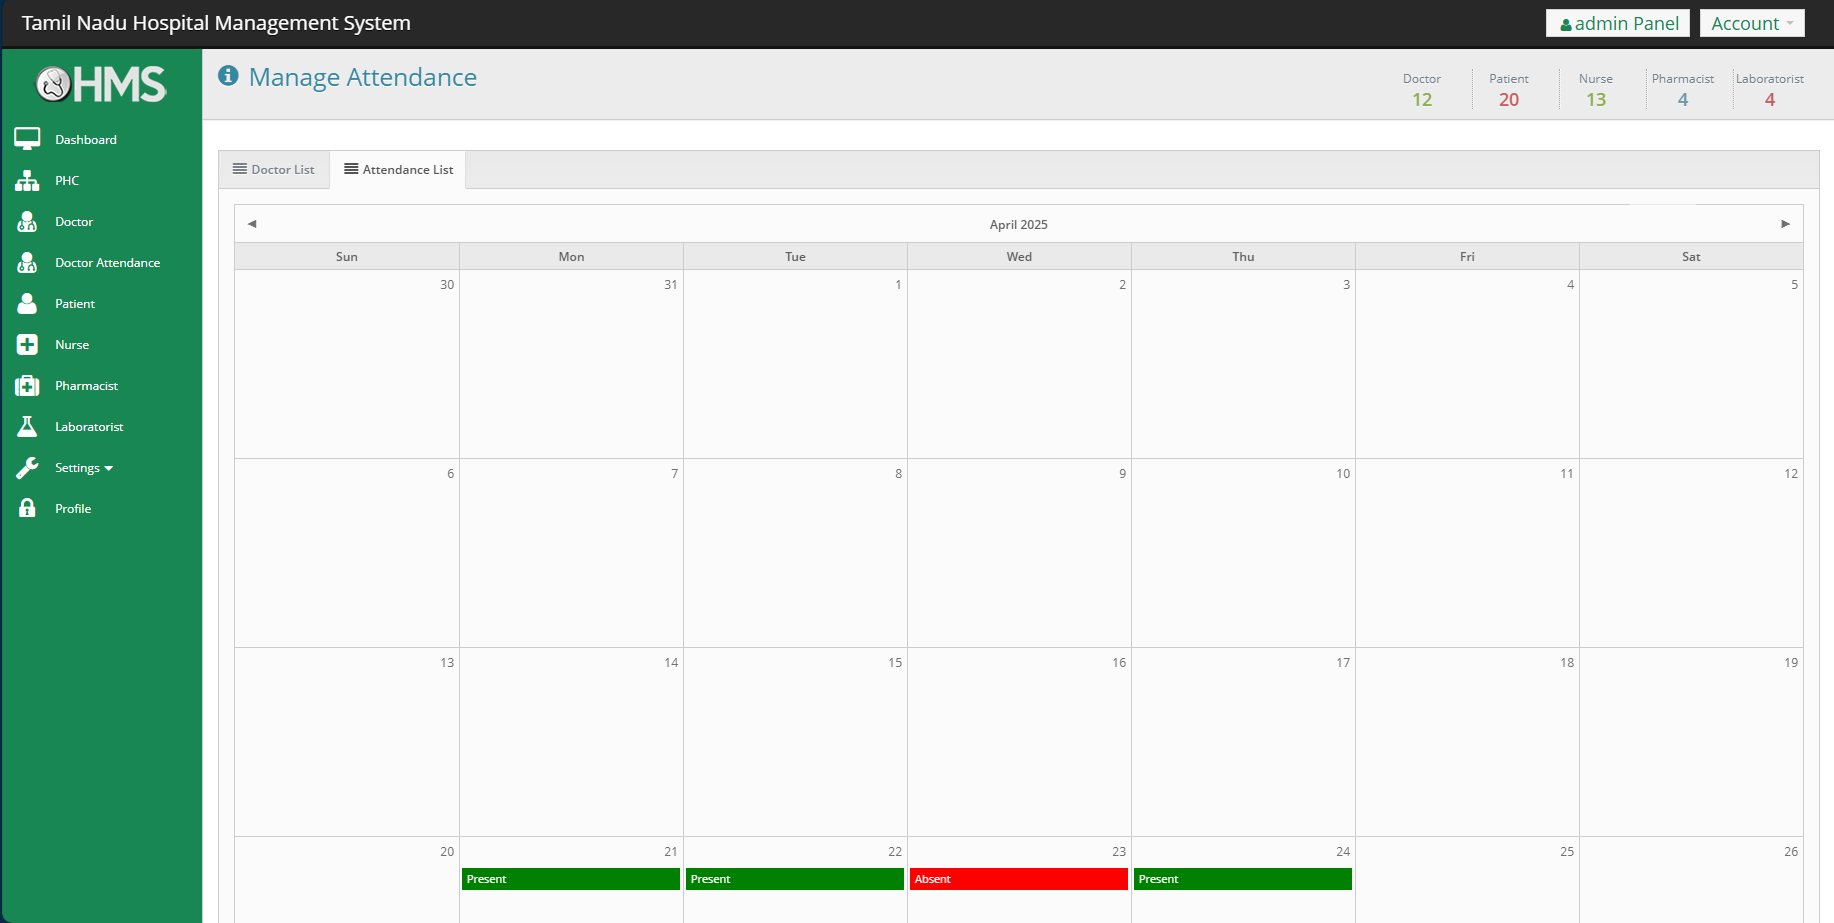 Tamil Nadu Hospital Management System
admin Panel
Account
HMS
Dashboard
PHC
Doctor
Doctor Attendance
Patient
Nurse
Pharmacist
Laboratorist
Settings
Profile
Manage Attendance
Doctor Patient Nurse Pharmacist Laboratorist
12 20 13 4 4
Doctor List
Attendance List
April 2025
Sun Mon Tue Wed Thu Fri Sat
30 31 1 2 3 4 5
6 7 8 9 10 11 12
13 14 15 16 17 18 19
20 21 22 23 24 25 26
Present Present Absent Present